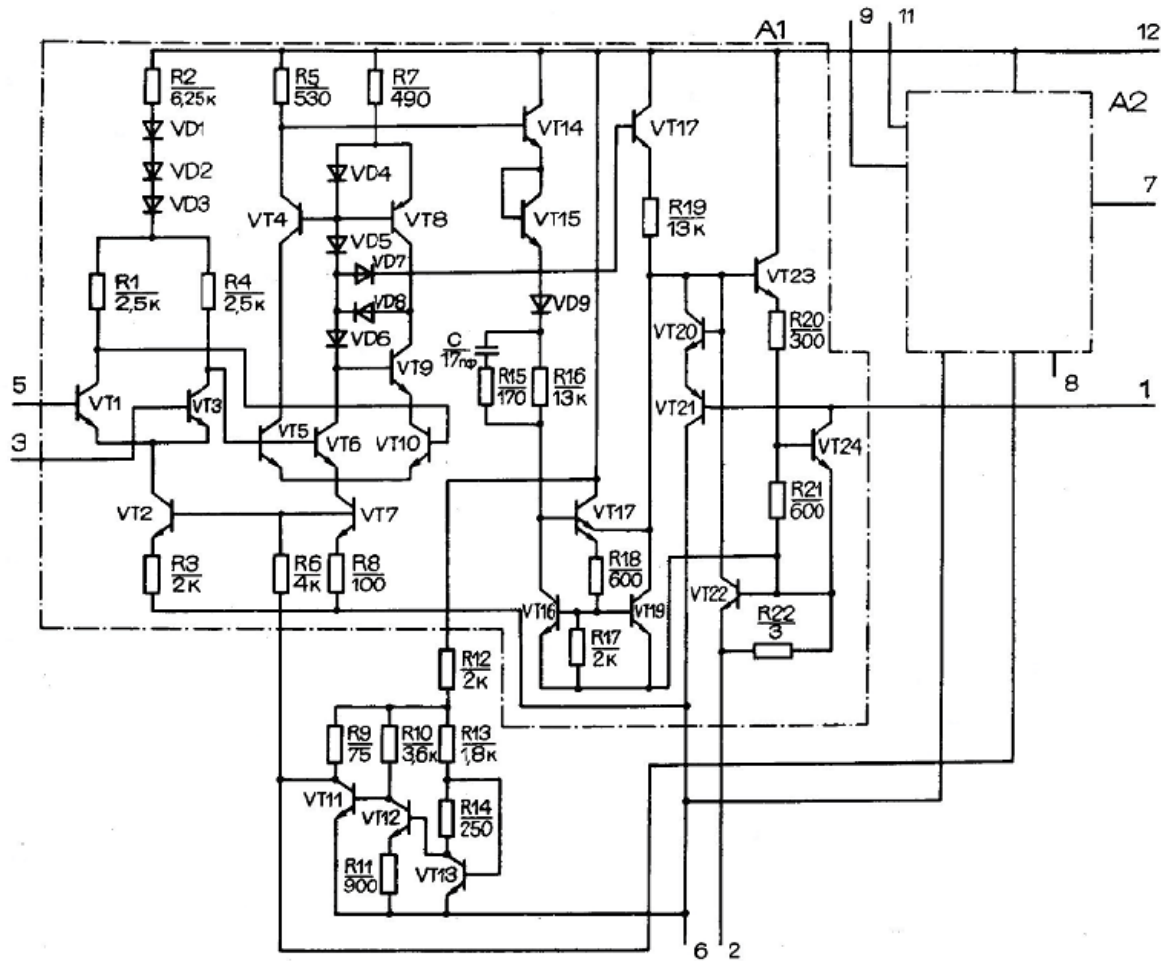 9 11
A1 12
R2 6,25к
R5 530
R7 490
A2
VD1
VT14
VT17
VD2
VD4
7
VD3
VT4
VT8
VT15
R19 13к
VD5
VD7
VT23
R1 2,5к
R4 2,5к
VD8
VD9
VT20
R20 300
VD6
C 17пф
VT9
R15 170
R16 13к
8
5
VT1
VT3
VT21
1
3
VT5
VT6
VT10
VT24
VT2
VT7
VT17
R21 600
R3 2к
R6 4к
R8 100
R18 600
VT22
VT16
VT19
R22 3
R17 2к
R12 2к
R9 75
R10 3,6к
R13 1,8к
VT11
VT12
R14 250
R11 900
VT13
6 2